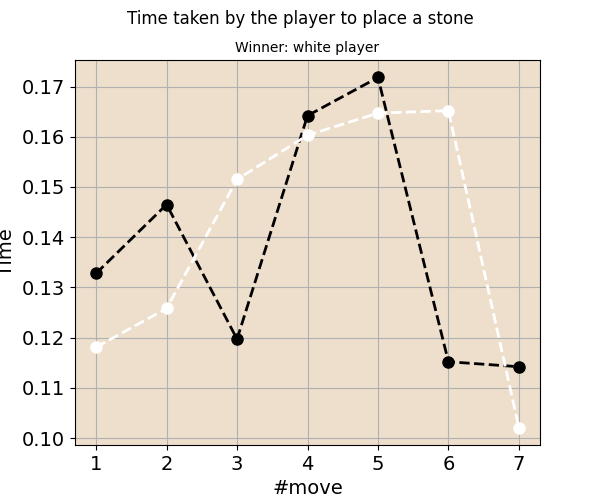 Time taken by the player to place a stone
Winner: white player
0.17
0.16
0.15
0.14
0.13
0.12
0.11
0.10
Time
1 2 3 4 5 6 7
#move